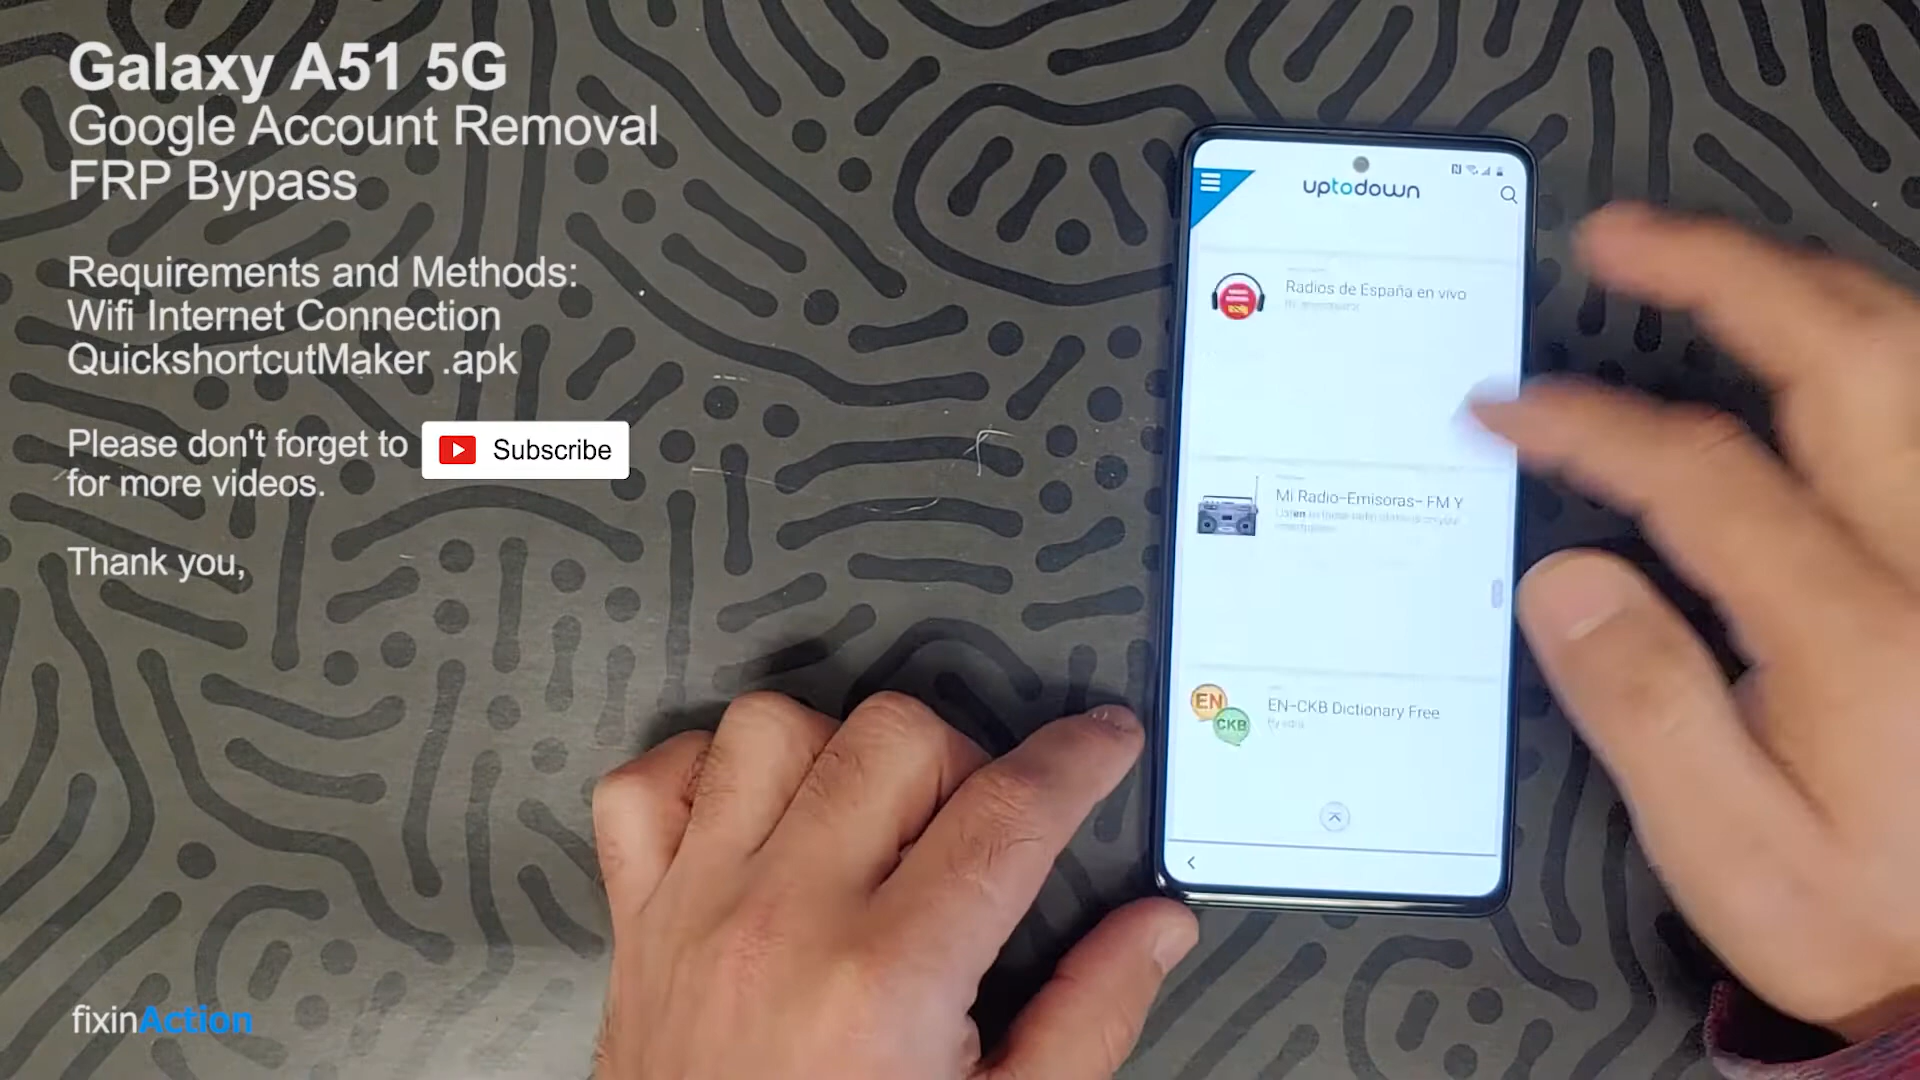 Galaxy A51 5G
Google Account Removal
FRP Bypass
Requirements and Methods:
Wifi Internet Connection
QuickshortcutMaker .apk
Please don't forget to Subscribe
for more videos.
Thank you,
fixinAction
uptodown
Radios de España en vivo
Mi Radio-Emisoras- FM Y
EN
CKB
EN-CKB Dictionary Free